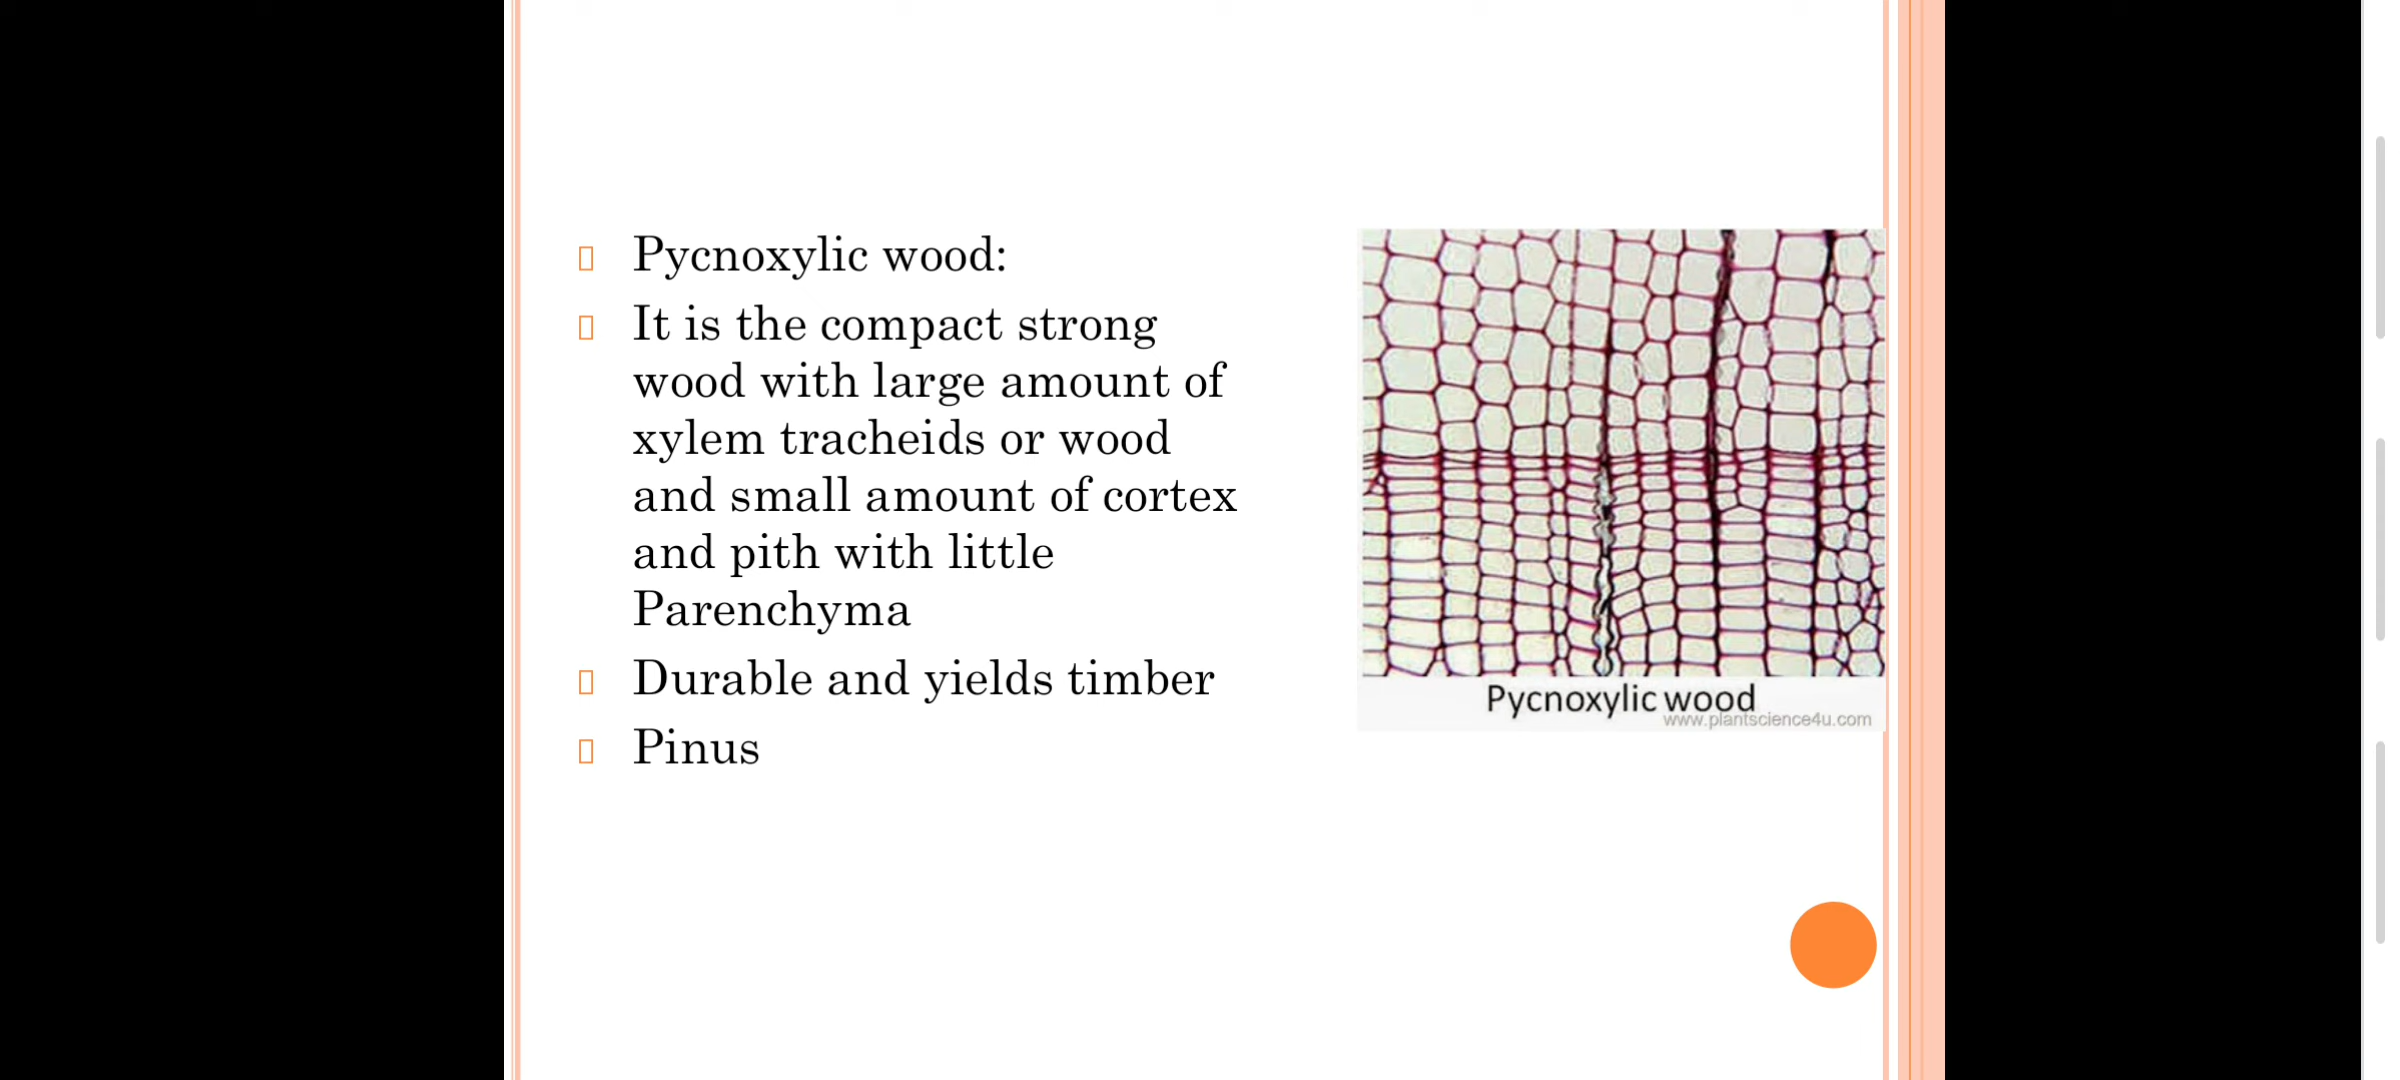 Pycnoxylic wood:
It is the compact strong
wood with large amount of
xylem tracheids or wood
and small amount of cortex
and pith with little
Parenchyma
Durable and yields timber
Pinus
Pycnoxylic wood
www.plantscience4u.com